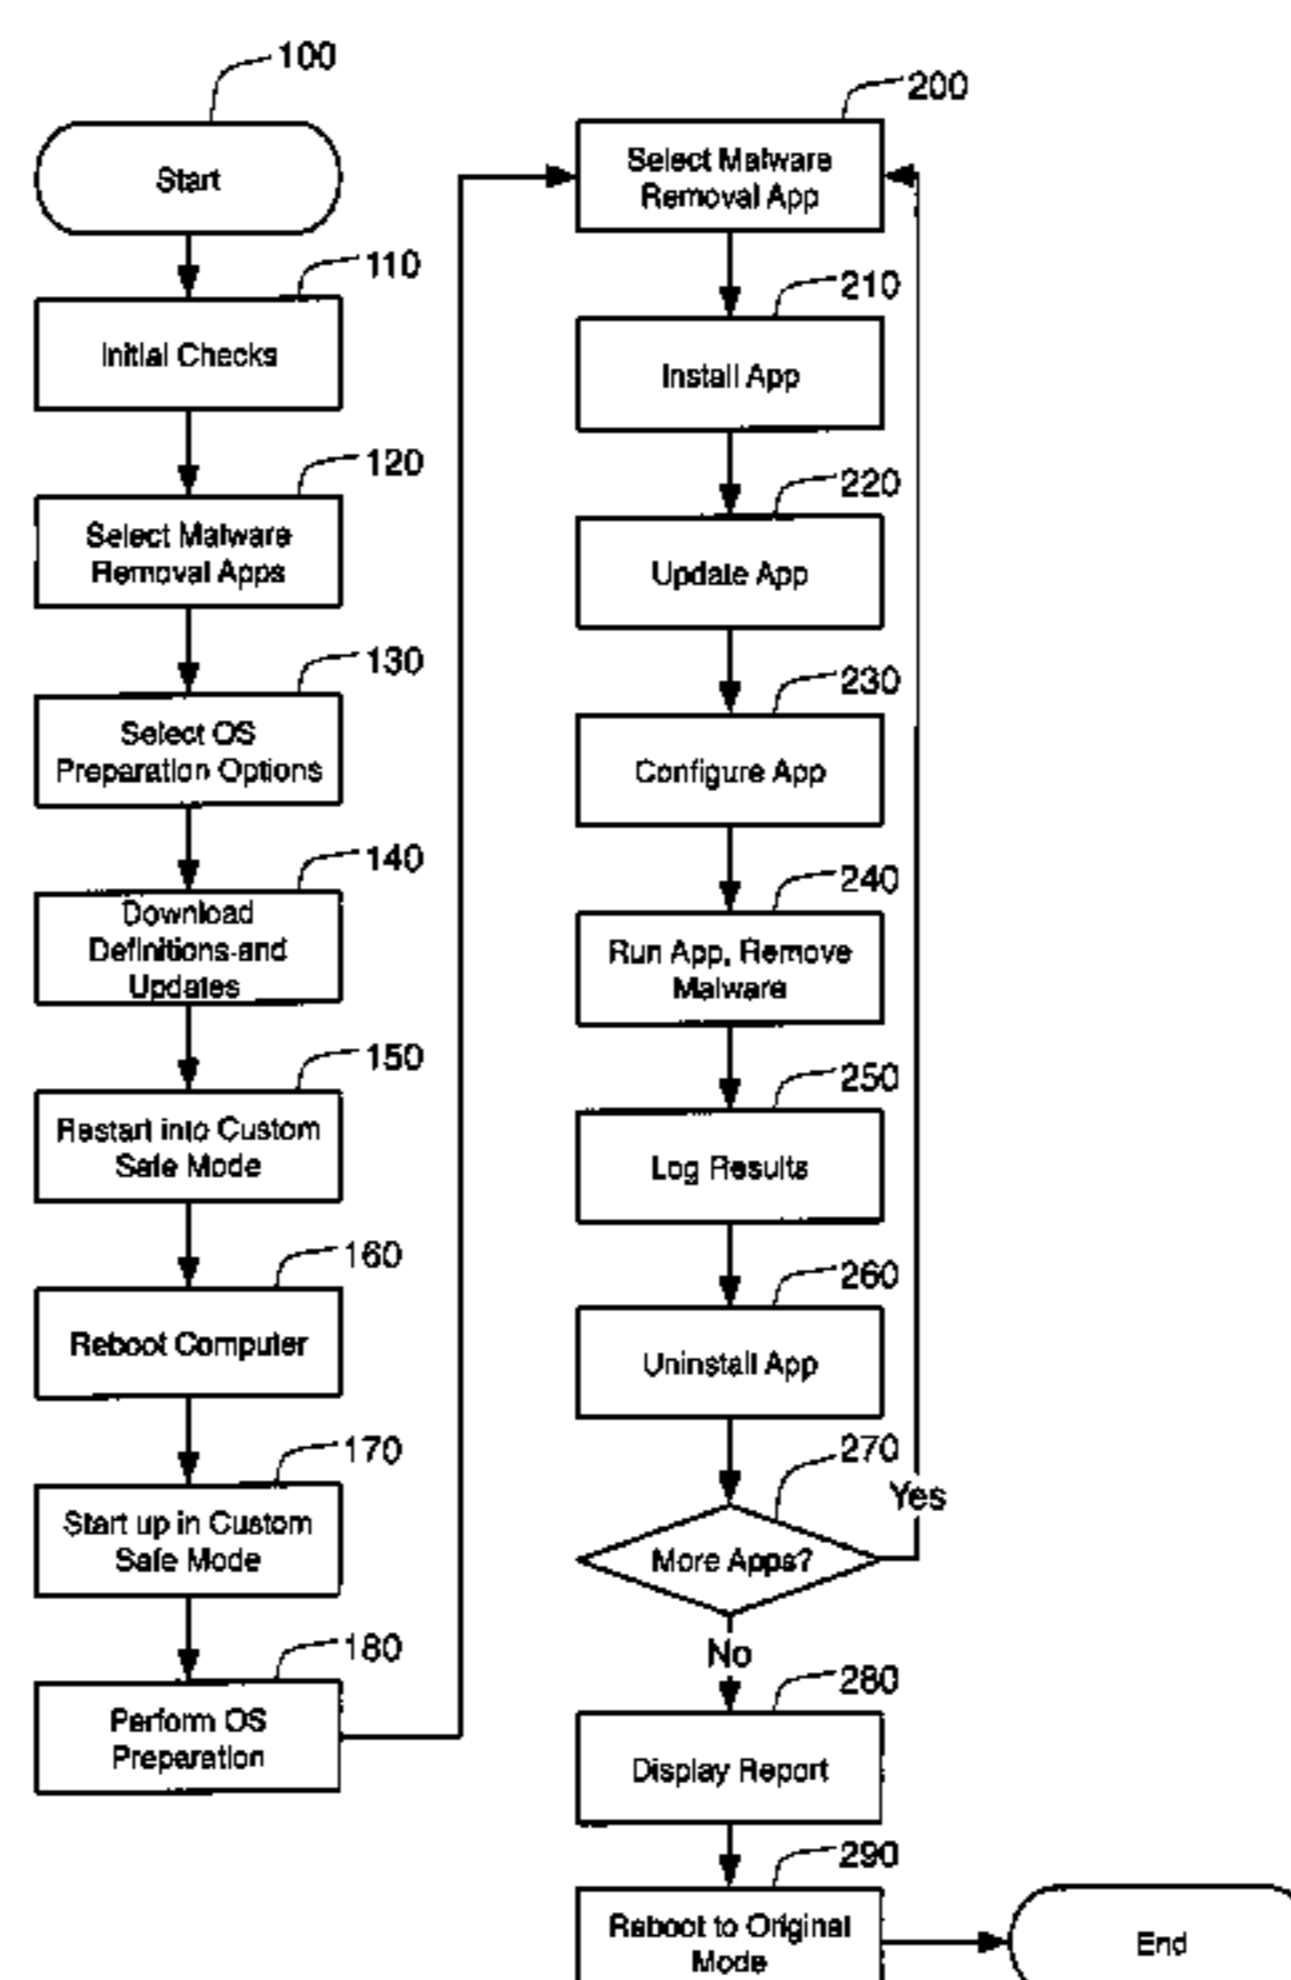 100
Start
110
Initial Checks
120
Select Malware
Removal Apps
130
Select OS
Preparation Options
140
Download
Definitions and
Updates
150
Restart into Custom
Safe Mode
160
Reboot Computer
170
Start up in Custom
Safe Mode
180
Perform OS
Preparation
200
Select Malware
Removal App
210
Install App
220
Update App
230
Configure App
240
Run App, Remove
Malware
250
Log Results
260
Uninstall App
270
Yes
More Apps?
No
280
Display Report
290
Reboot to Original
Mode
End